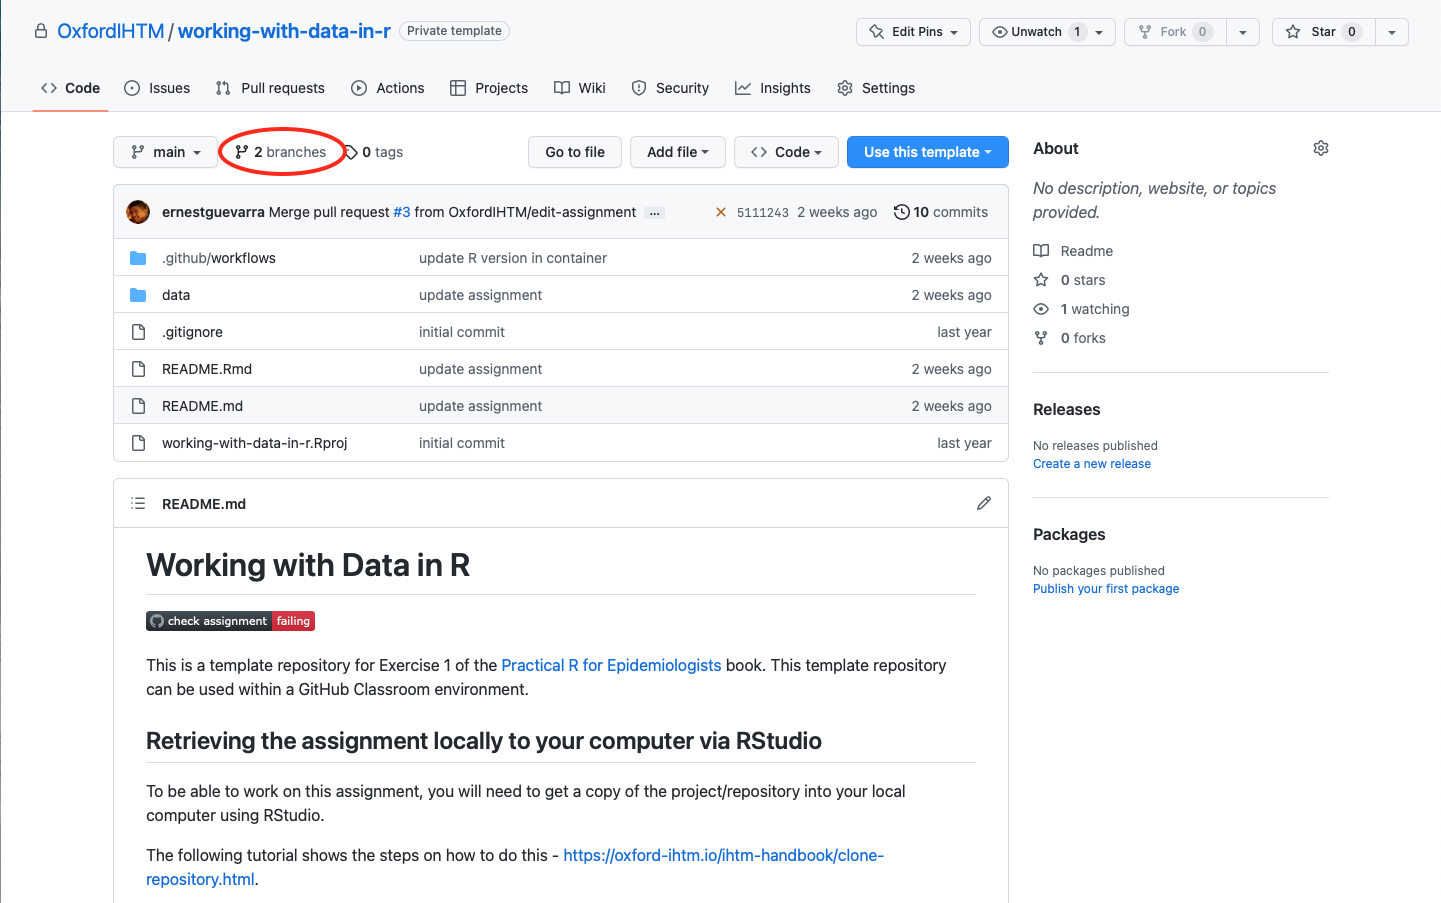 OxfordIHTM / working-with-data-in-r Private template
Edit Pins Unwatch 1 Fork 0 Star 0
Code Issues Pull requests Actions Projects Wiki Security Insights Settings
main 2 branches 0 tags Go to file Add file Code Use this template
ernestguevarra Merge pull request #3 from OxfordIHTM/edit-assignment ... 5111243 2 weeks ago 10 commits
.github/workflows update R version in container 2 weeks ago
data update assignment 2 weeks ago
.gitignore initial commit last year
README.Rmd update assignment 2 weeks ago
README.md update assignment 2 weeks ago
working-with-data-in-r.Rproj initial commit last year
README.md
Working with Data in R
check assignment failing
This is a template repository for Exercise 1 of the Practical R for Epidemiologists book. This template repository
can be used within a GitHub Classroom environment.
Retrieving the assignment locally to your computer via RStudio
To be able to work on this assignment, you will need to get a copy of the project/repository into your local
computer using RStudio.
The following tutorial shows the steps on how to do this - https://oxford-ihtm.io/ihtm-handbook/clone-
repository.html.
About
No description, website, or topics
provided.
Readme
0 stars
1 watching
0 forks
Releases
No releases published
Create a new release
Packages
No packages published
Publish your first package